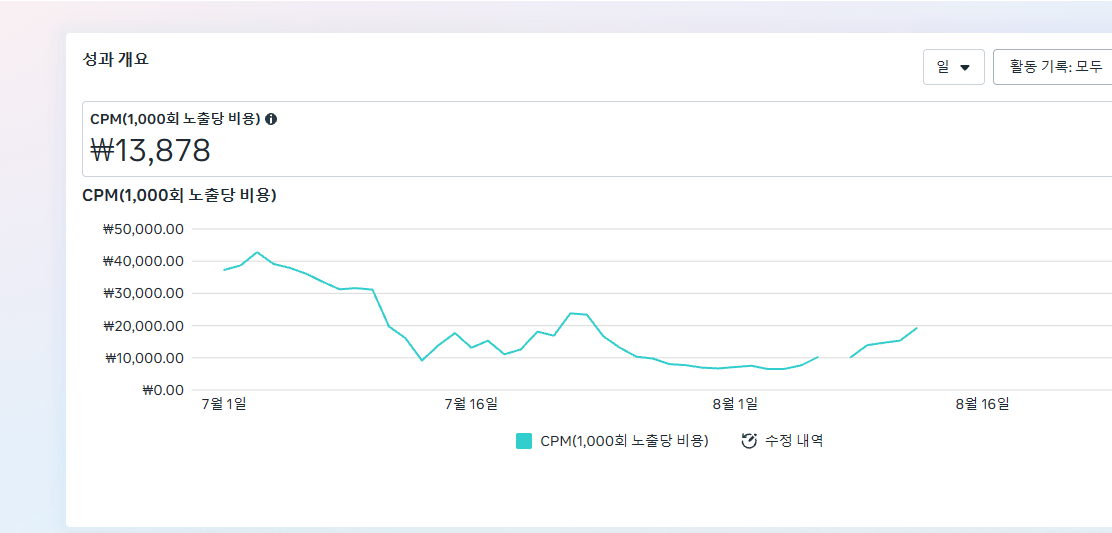 성과 개요
일
활동 기록: 모두
CPM(1,000회 노출당 비용)
₩13,878
CPM(1,000회 노출당 비용)
₩50,000.00
₩40,000.00
₩30,000.00
₩20,000.00
₩10,000.00
₩0.00
7월 1일
7월 16일
8월 1일
8월 16일
CPM(1,000회 노출당 비용)
수정 내역